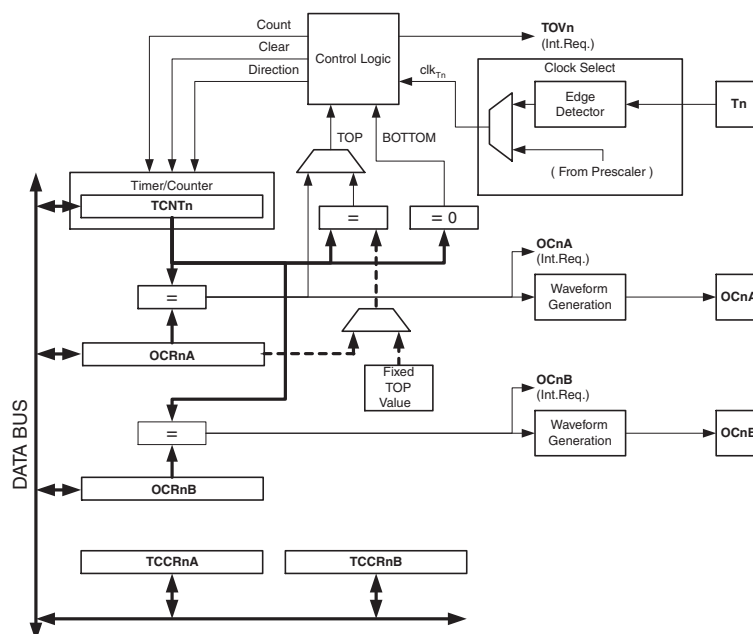 Count
Clear
Direction
Control Logic
TOVn
(Int.Req.)
clkTn
Clock Select
Edge
Detector
Tn
( From Prescaler )
TOP
BOTTOM
Timer/Counter
TCNTn
=
= 0
OCnA
(Int.Req.)
=
Waveform
Generation
OCnA
OCRnA
Fixed
TOP
Value
OCnB
(Int.Req.)
=
Waveform
Generation
OCnB
OCRnB
DATA BUS
TCCRnA
TCCRnB